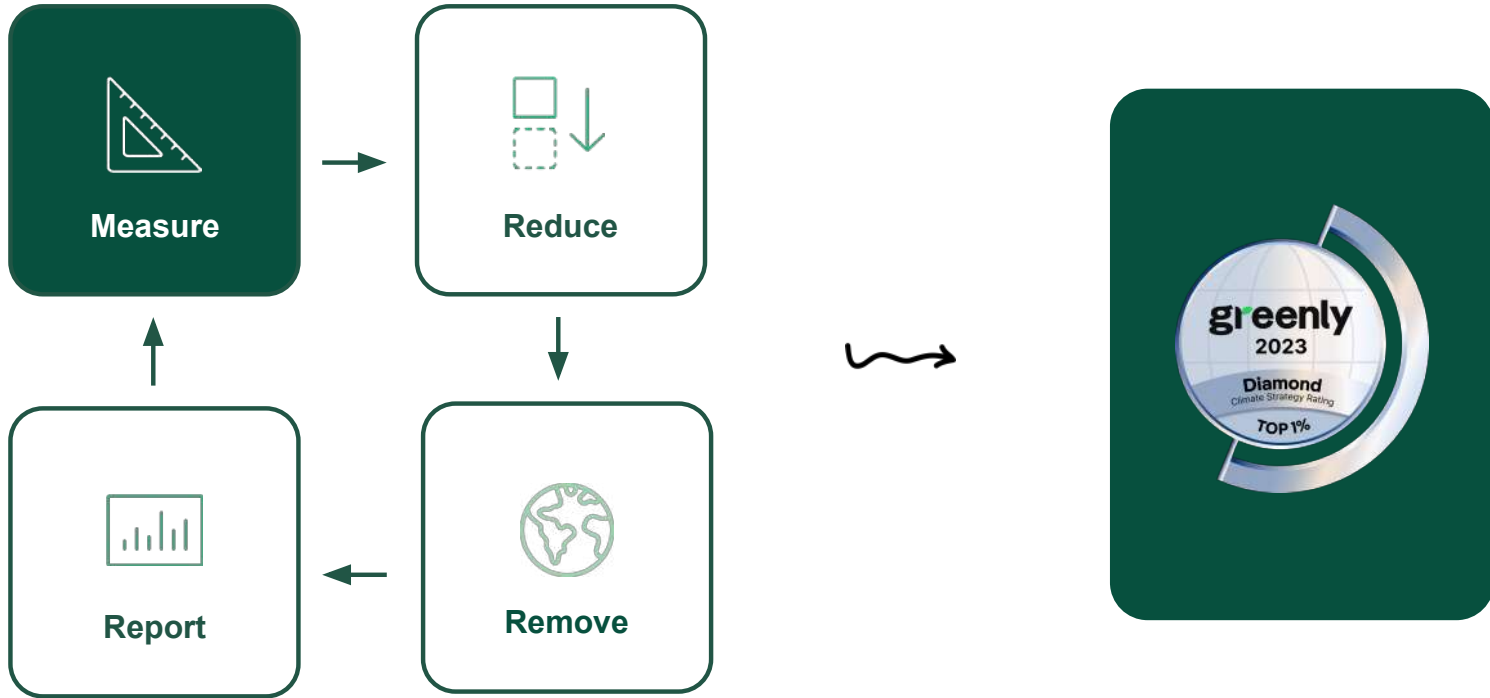 Measure
Reduce
Report
Remove
greenly
2023
Diamond
Climate Strategy Rating
TOP 1%